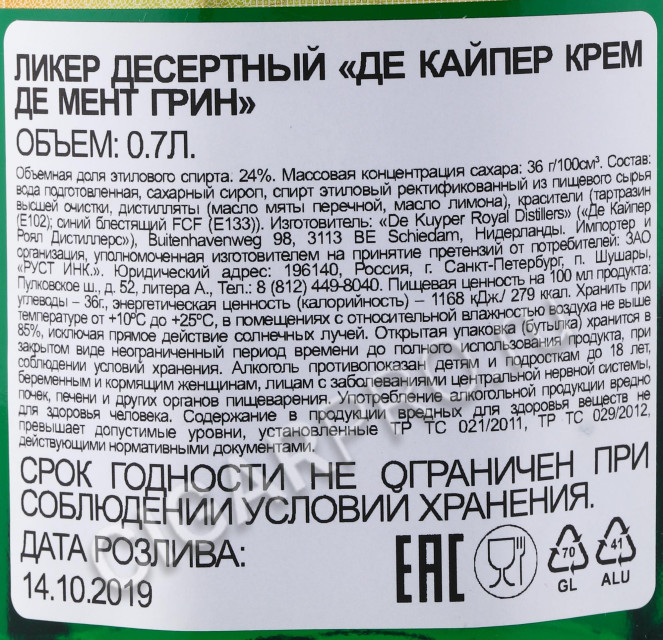 ЛИКЕР ДЕСЕРТНЫЙ «ДЕ КАЙПЕР КРЕМ
ДЕ МЕНТ ГРИН»
ОБЪЕМ: 0.7Л.
Объемная доля этилового спирта: 24%. Массовая концентрация сахара: 36 г/100см³. Состав:
вода подготовленная, сахарный сироп, спирт этиловый ректификованный из пищевого сырья
высшей очистки, дистилляты (масло мяты перечной, масло лимона), красители (тартразин
(Е102); синий блестящий FCF (Е133)). Изготовитель: «De Kuyper Royal Distillers» («Де Кайпер
Роял Дистиллерс»), Buitenhavenweg 98, 3113 BE Schiedam, Нидерланды. Импортер и
организация, уполномоченная изготовителем на принятие претензий от потребителей: ЗАО
«РУСТ ИНК.». Юридический адрес: 196140, Россия, г. Санкт-Петербург, п. Шушары,
Пулковское ш., д. 52, литера А., Тел.: 8 (812) 449-8040. Пищевая ценность на 100 мл продукта:
углеводы – 36г., энергетическая ценность (калорийность) – 1168 кДж./ 279 ккал. Хранить при
температуре от +10ºС до +25ºС, в помещениях с относительной влажностью воздуха не выше
85%, исключая прямое действие солнечных лучей. Открытая упаковка (бутылка) хранится в
закрытом виде неограниченный период времени до полного использования продукта, при
соблюдении условий хранения. Алкоголь противопоказан детям и подросткам до 18 лет,
беременным и кормящим женщинам, лицам с заболеваниями центральной нервной системы,
почек, печени и других органов пищеварения. Употребление алкогольной продукции вредно
для здоровья человека. Содержание в продукции вредных для здоровья веществ не
превышает допустимые уровни, установленные ТР ТС 021/2011, ТР ТС 029/2012,
действующими нормативными документами.
СРОК ГОДНОСТИ НЕ ОГРАНИЧЕН ПРИ
СОБЛЮДЕНИИ УСЛОВИЙ ХРАНЕНИЯ.
ДАТА РОЗЛИВА:
14.10.2019
EAC
70
GL
41
ALU
CIGARPRO.RU